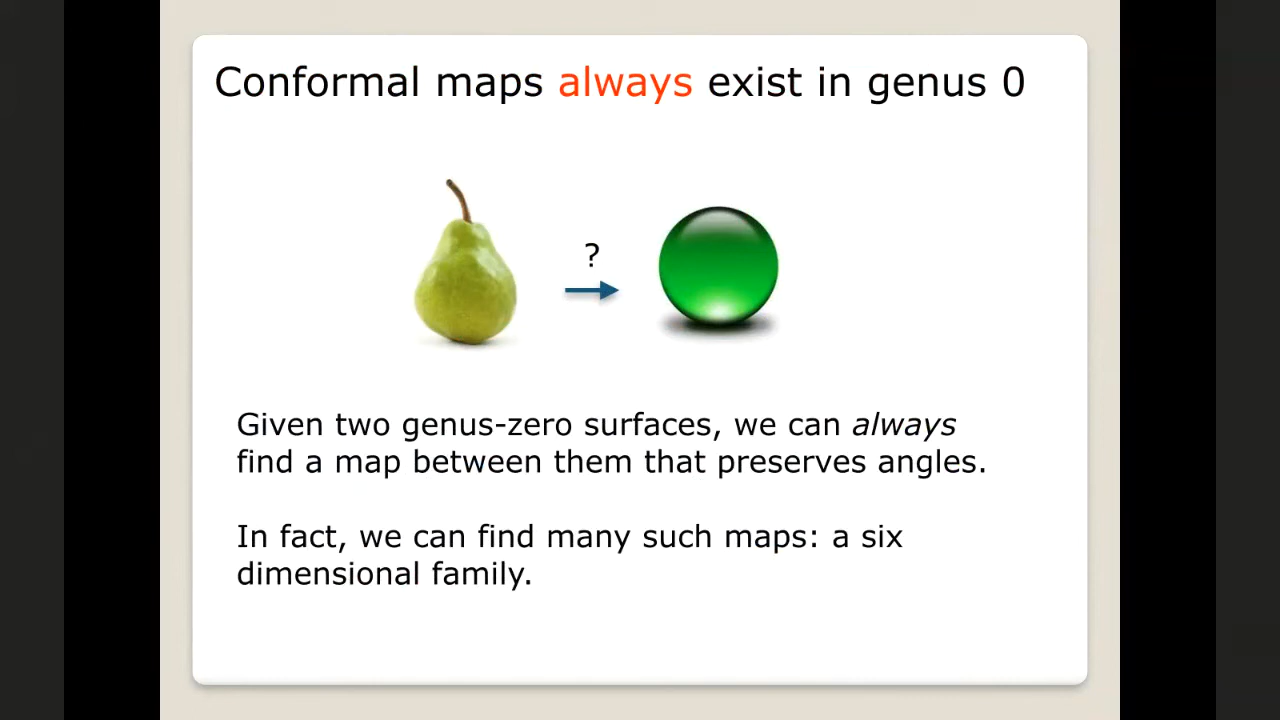 Conformal maps always exist in genus 0
?
Given two genus-zero surfaces, we can always
find a map between them that preserves angles.
In fact, we can find many such maps: a six
dimensional family.